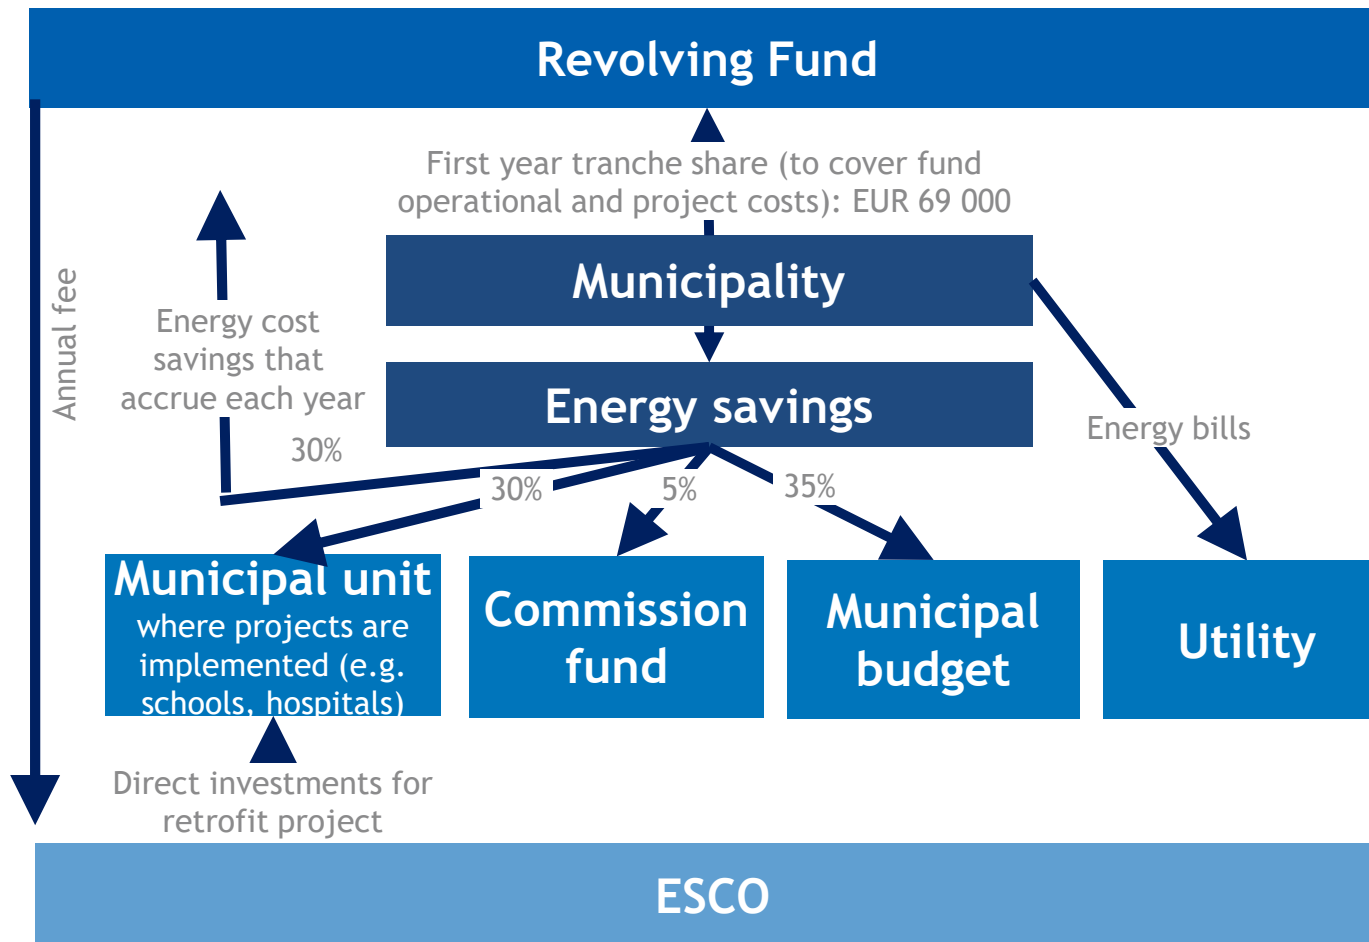 Revolving Fund
First year tranche share (to cover fund
operational and project costs): EUR 69 000
Municipality
Annual fee
Energy cost
savings that
accrue each year
Energy savings
Energy bills
30%
30%
5%
35%
Municipal unit
where projects are
implemented (e.g.
schools, hospitals)
Commission
fund
Municipal
budget
Utility
Direct investments for
retrofit project
ESCO